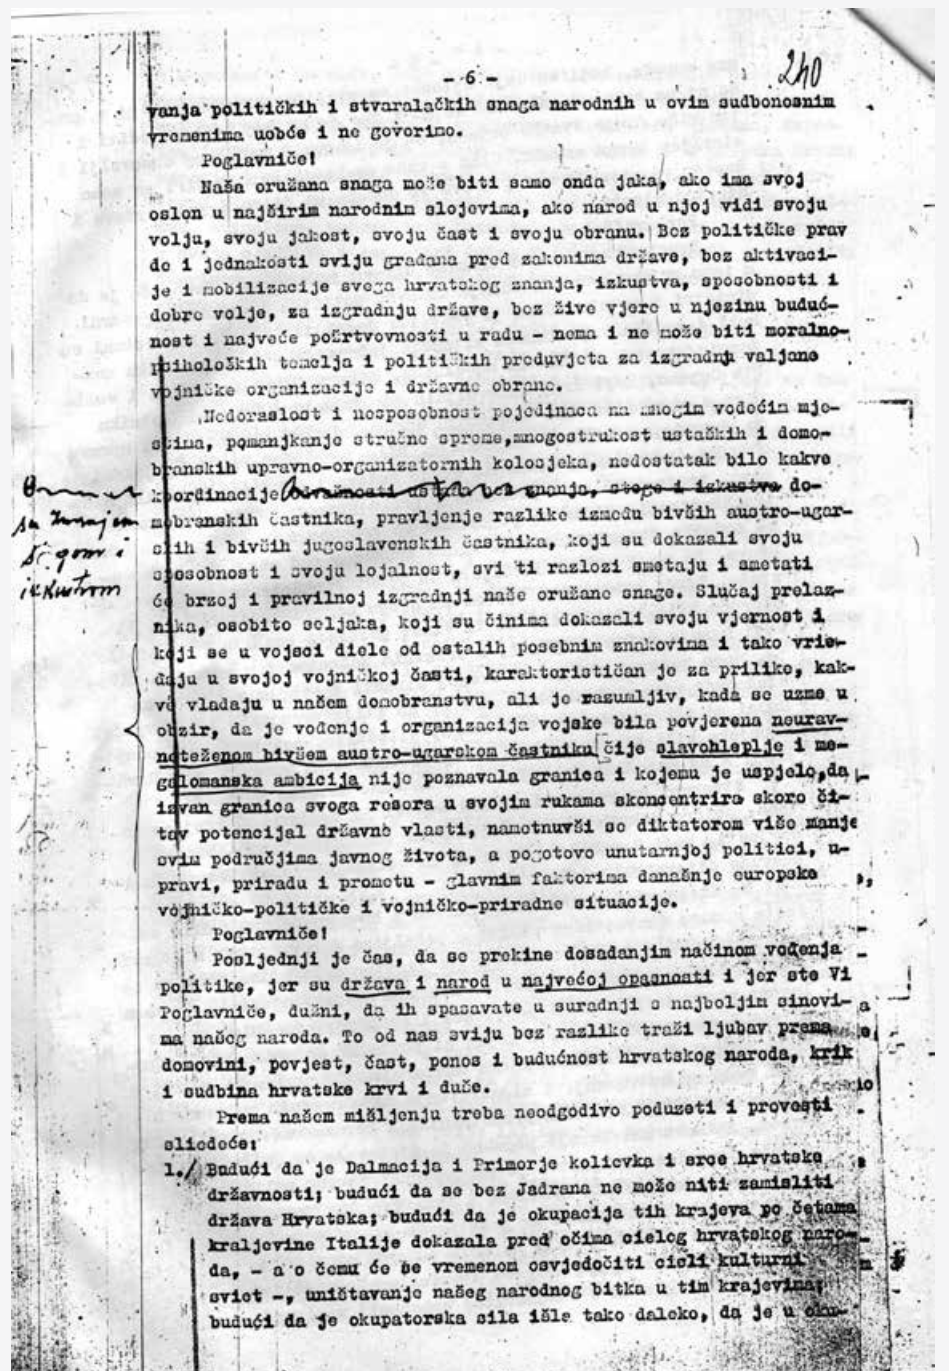 - 6 -
240
vanja političkih i stvaralačkih snaga narodnih u ovim sudbonosnim
vremenima uobće i ne govorimo.
Poglavniče!
Naša oružana snaga može biti samo onda jaka, ako ima svoj
oslon u najširim narodnim slojevima, ako narod u njoj vidi svoju
volju, svoju jakost, svoju čast i svoju obranu. Bez političke prav
de i jednakosti sviju građana pred zakonima države, bez aktivaci-
je i mobilizacije svega hrvatskog znanja, izkustva, sposobnosti i
dobre volje, za izgradnju države, bez žive vjere u njezinu buduć-
nost i najveće požrtvovnosti u radu - nema i ne može biti moralno-
psiholoških temelja i političkih preduvjeta za izgradnju valjane
vojničke organizacije i državne obrane.
Nedoraslost i nesposobnost pojedinaca na mnogim vodećim mje-
stima, pomanjkanje stručne spreme,mnogostrukost ustaških i domo-
branskih upravno-organizatornih kolosjeka, nedostatak bilo kakve
koordinacije, bez znanja, stege i izkustva do-
mobranskih častnika, pravljenje razlike između bivših austro-ugar-
skih i bivših jugoslavenskih častnika, koji su dokazali svoju
sposobnost i svoju lojalnost, svi ti razlozi smetaju i smetati
će brzoj i pravilnoj izgradnji naše oružane snage. Slučaj prelaz-
nika, osobito seljaka, koji su činima dokazali svoju vjernost i
koji se u vojsci diele od ostalih posebnim znakovima i tako vrie-
đaju u svojoj vojničkoj časti, karakterističan je za prilike, kak-
ve vladaju u našem domobranstvu, ali je razumljiv, kada se uzme u
obzir, da je vođenje i organizacija vojske bila povjerena neurav-
noteženom bivšem austro-ugarskom častniku čije slavohleplje i me-
galomanska ambicija nije poznavala granica i kojemu je uspjelo,da
izvan granica svoga resora u svojim rukama skoncentrira skoro či-
tav potencijal državne vlasti, nametnuvši se diktatorom više manje
svim područjima javnog života, a pogotovo unutarnjoj politici, u-
pravi, priradu i prometu - glavnim faktorima današnje europske
vojničko-političke i vojničko-priradne situacije.
Poglavniče!
Posljednji je čas, da se prekine dosadanjim načinom vođenja
politike, jer su država i narod u najvećoj opasnosti i jer ste Vi
Poglavniče, dužni, da ih spasavate u suradnji s najboljim sinovi-
ma našeg naroda. To od nas sviju bez razlike traži ljubav prema
domovini, povjest, čast, ponos i budućnost hrvatskog naroda, krik
i sudbina hrvatske krvi i duše.
Prema našem mišljenju treba neodgodivo poduzeti i provesti
sliedeće:
1./ Budući da je Dalmacija i Primorje kolievka i srce hrvatske
državnosti; budući da se bez Jadrana ne može niti zamisliti
država Hrvatska; budući da je okupacija tih krajeva po četama
kraljevine Italije dokazala pred očima cielog hrvatskog naro-
da, - a o čemu će se vremenom osvjedočiti cieli kulturni
sviet -, uništavanje našeg narodnog bitka u tim krajevima;
budući da je okupatorska sila išla tako daleko, da je u oku-
sa znanjem
i
izkustvom